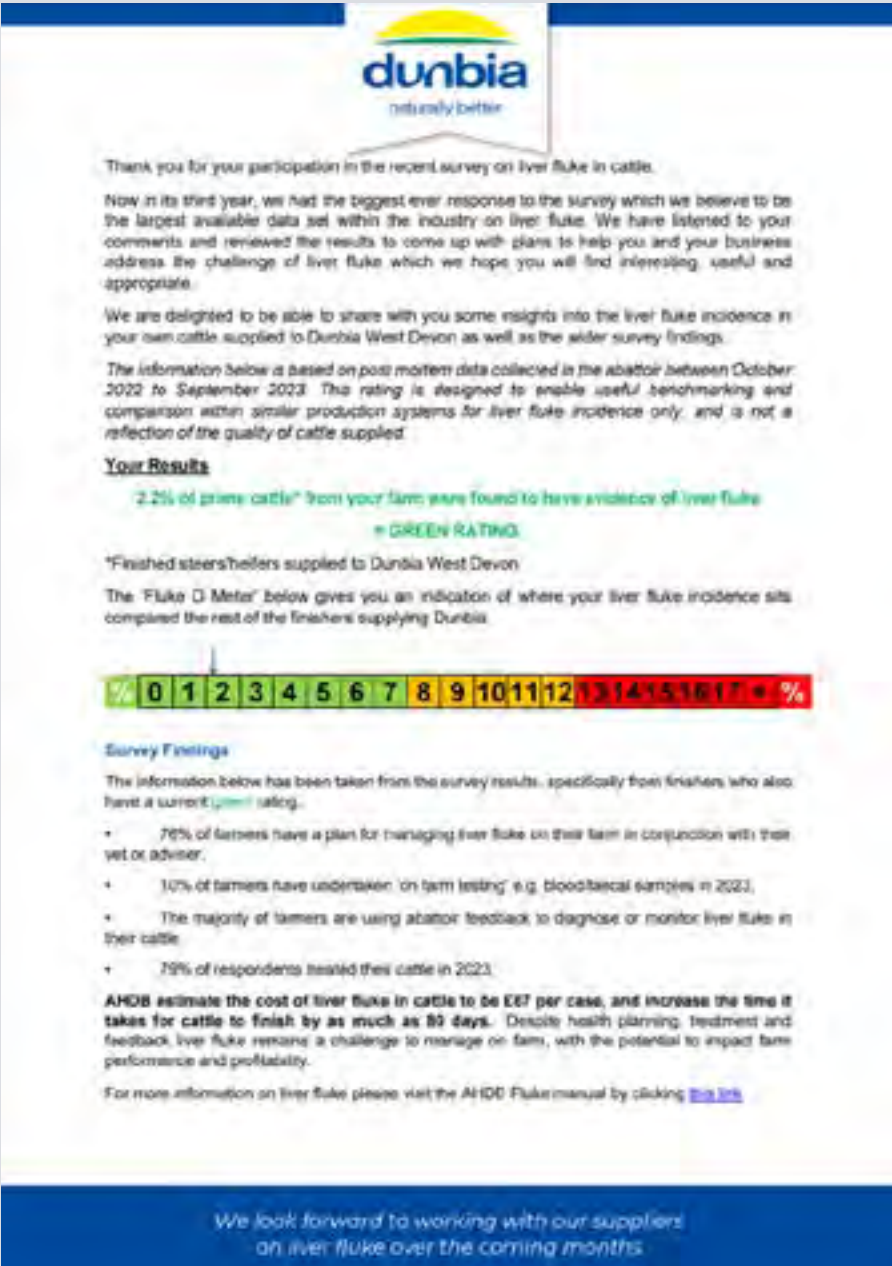 dunbia
naturally better
Thank you for your participation in the recent survey on liver fluke in cattle.
Now in its third year, we had the biggest ever response to the survey which we believe to be
the largest available data set within the industry on liver fluke. We have listened to your
comments and reviewed the results to come up with plans to help you and your business
address the challenge of liver fluke which we hope you will find interesting, useful and
appropriate.
We are delighted to be able to share with you some insights into the liver fluke incidence in
your own cattle supplied to Dunbia West Devon as well as the wider survey findings.
The information below is based on post mortem data collected in the abattoir between October
2022 to September 2023. This rating is designed to enable useful benchmarking and
comparison within similar production systems for liver fluke incidence only, and is not a
reflection of the quality of cattle supplied.
Your Results
2.2% of prime cattle* from your farm were found to have evidence of liver fluke
= GREEN RATING
*Finished steers/heifers supplied to Dunbia West Devon
The 'Fluke O Meter' below gives you an indication of where your liver fluke incidence sits
compared the rest of the finishers supplying Dunbia.
% 0 1 2 3 4 5 6 7 8 9 10 11 12 13 14 15 16 17 + %
Survey Findings
The information below has been taken from the survey results, specifically from finishers who also
have a current green rating.
• 76% of farmers have a plan for managing liver fluke on their farm in conjunction with their
vet or adviser.
• 10% of farmers have undertaken 'on farm testing' e.g. blood/faecal samples in 2023.
• The majority of farmers are using abattoir feedback to diagnose or monitor liver fluke in
their cattle.
• 79% of respondents treated their cattle in 2023.
AHDB estimate the cost of liver fluke in cattle to be £87 per case, and increase the time it
takes for cattle to finish by as much as 80 days. Despite health planning, treatment and
feedback liver fluke remains a challenge to manage on farm, with the potential to impact farm
performance and profitability.
For more information on liver fluke please visit the AHDB Fluke manual by clicking this link
We look forward to working with our suppliers
on liver fluke over the coming months